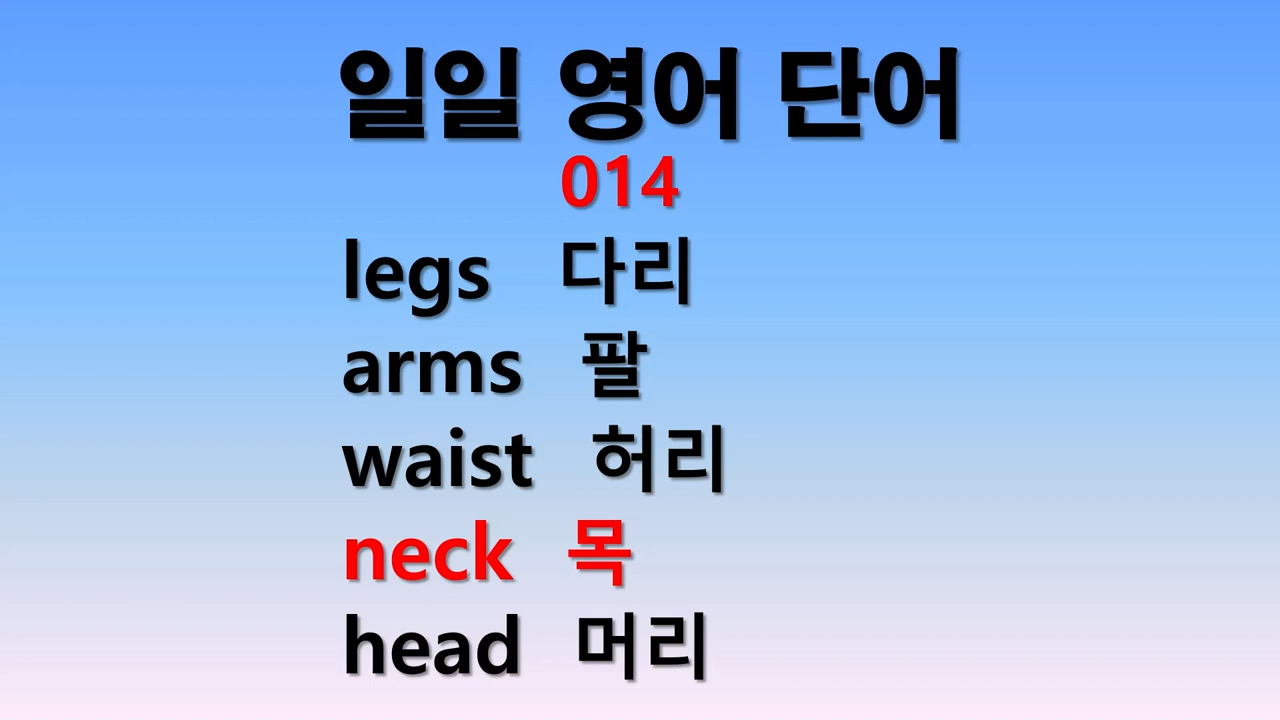 일일 영어 단어
014
legs 다리
arms 팔
waist 허리
neck 목
head 머리